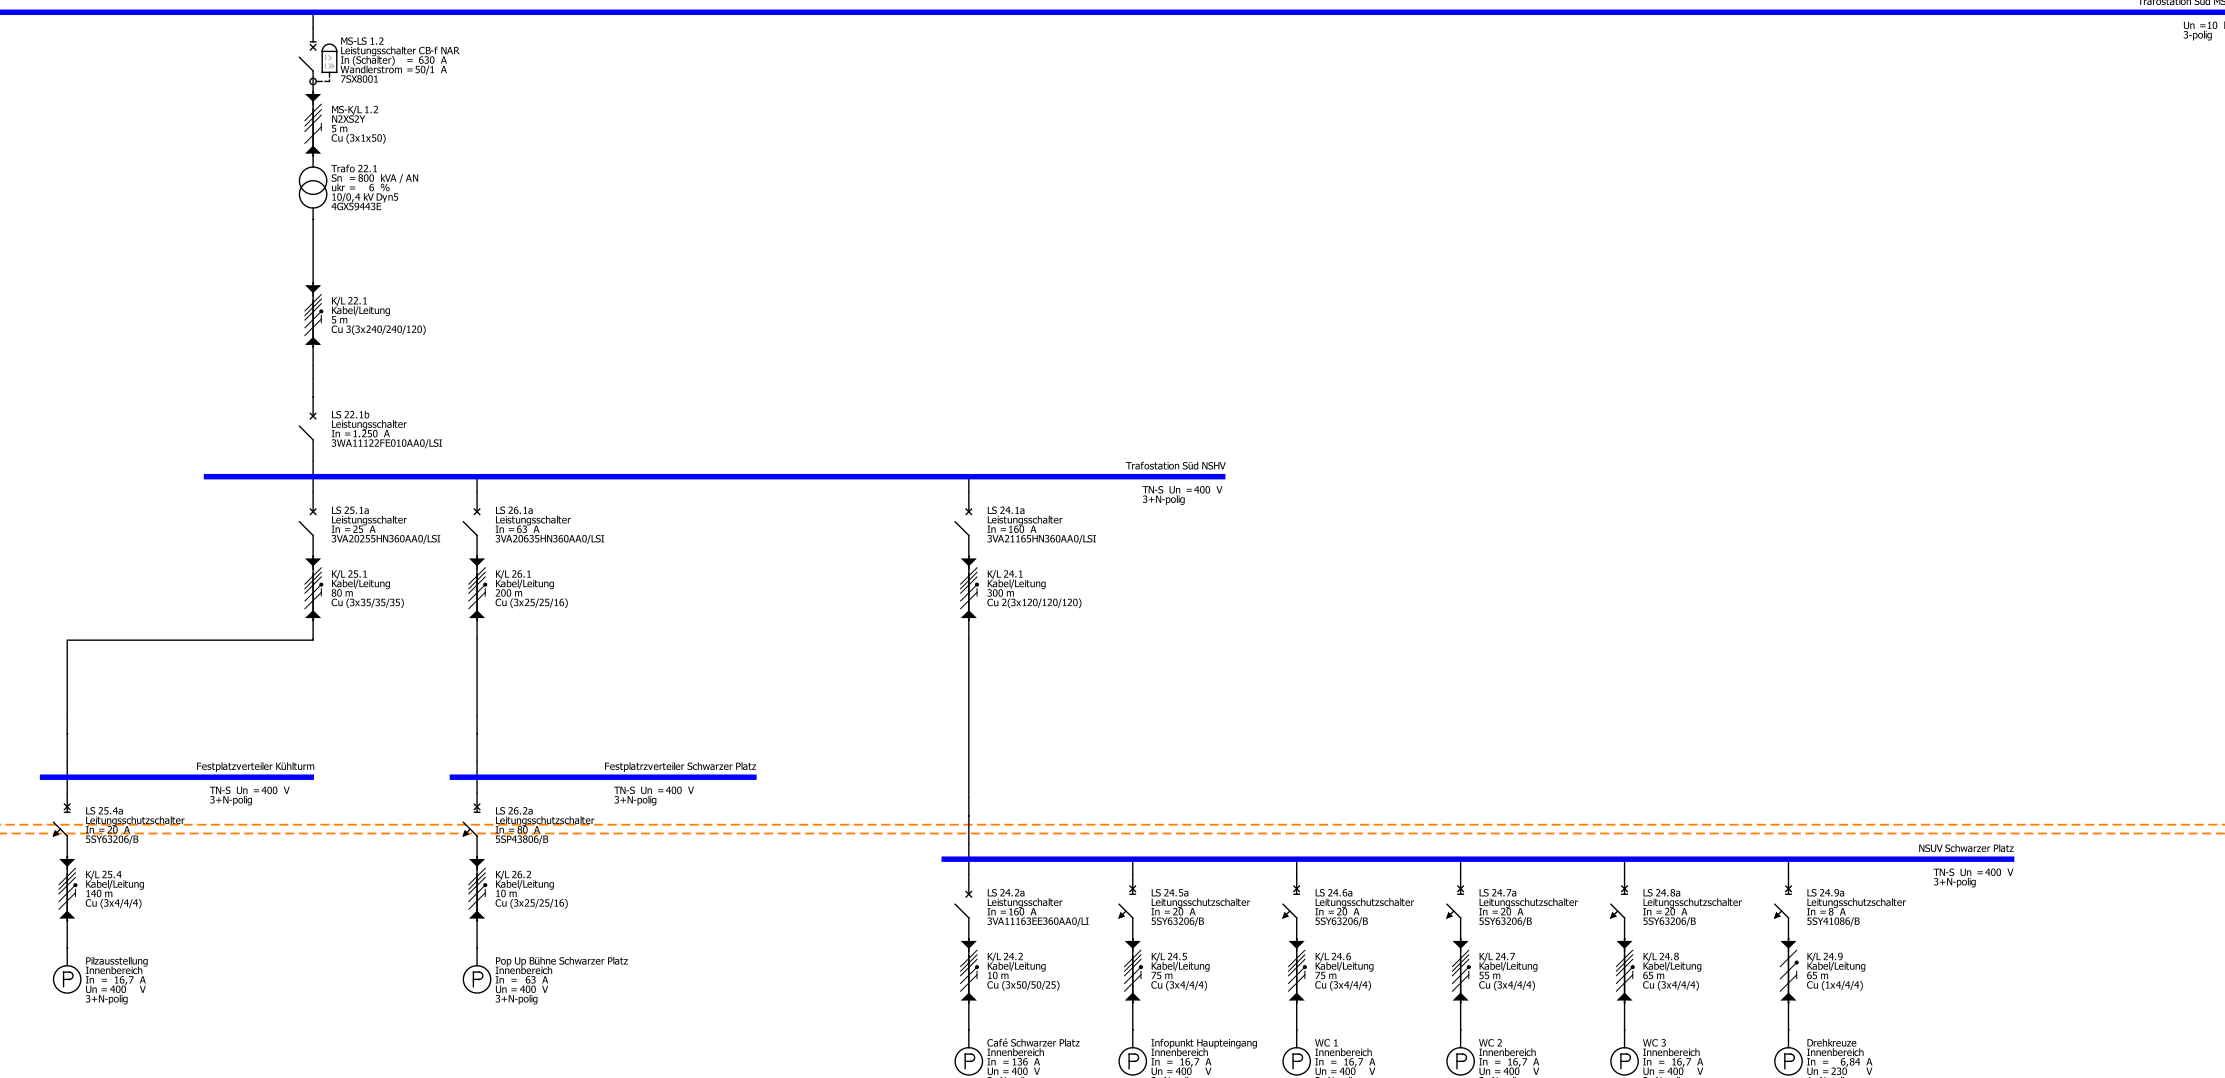 Trafostation Süd MS
Un =10
3-polig
MS-LS 1.2
Leistungsschalter CB-f NAR
In (Schalter) = 630 A
Wandlerstrom =50/1 A
7SX8001
MS-K/L 1.2
N2XS2Y
5 m
Cu (3x1x50)
Trafo 22.1
Sn =800 kVA / AN
ukr = 6 %
10/0,4 kV Dyn5
4GX59443E
K/L 22.1
Kabel/Leitung
5 m
Cu 3(3x240/240/120)
LS 22.1b
Leistungsschalter
In =1.250 A
3WA11122FE010AA0/LSI
Trafostation Süd NSHV
TN-S Un =400 V
3+N-polig
LS 25.1a
Leistungsschalter
In =25 A
3VA20255HN360AA0/LSI
K/L 25.1
Kabel/Leitung
80 m
Cu (3x35/35/35)
LS 26.1a
Leistungsschalter
In =63 A
3VA20635HN360AA0/LSI
K/L 26.1
Kabel/Leitung
200 m
Cu (3x25/25/16)
LS 24.1a
Leistungsschalter
In =160 A
3VA21165HN360AA0/LSI
K/L 24.1
Kabel/Leitung
300 m
Cu 2(3x120/120/120)
Festplatzverteiler Kühlturm
TN-S Un =400 V
3+N-polig
LS 25.4a
Leitungsschutzschalter
In =20 A
5SY63206/B
K/L 25.4
Kabel/Leitung
140 m
Cu (3x4/4/4)
P
Pilzausstellung
Innenbereich
In = 16,7 A
Un =400 V
3+N-polig
Festplatrzverteiler Schwarzer Platz
TN-S Un =400 V
3+N-polig
LS 26.2a
Leitungsschutzschalter
In =80 A
5SP43806/B
K/L 26.2
Kabel/Leitung
10 m
Cu (3x25/25/16)
P
Pop Up Bühne Schwarzer Platz
Innenbereich
In = 63 A
Un =400 V
3+N-polig
NSUV Schwarzer Platz
TN-S Un =400 V
3+N-polig
LS 24.2a
Leistungsschalter
In =160 A
3VA11163EE360AA0/LI
K/L 24.2
Kabel/Leitung
10 m
Cu (3x50/50/25)
P
Café Schwarzer Platz
Innenbereich
In = 136 A
Un =400 V
LS 24.5a
Leitungsschutzschalter
In =20 A
5SY63206/B
K/L 24.5
Kabel/Leitung
75 m
Cu (3x4/4/4)
P
Infopunkt Haupteingang
Innenbereich
In = 16,7 A
Un =400 V
LS 24.6a
Leitungsschutzschalter
In =20 A
5SY63206/B
K/L 24.6
Kabel/Leitung
75 m
Cu (3x4/4/4)
P
WC 1
Innenbereich
In = 16,7 A
Un =400 V
LS 24.7a
Leitungsschutzschalter
In =20 A
5SY63206/B
K/L 24.7
Kabel/Leitung
55 m
Cu (3x4/4/4)
P
WC 2
Innenbereich
In = 16,7 A
Un =400 V
LS 24.8a
Leitungsschutzschalter
In =20 A
5SY63206/B
K/L 24.8
Kabel/Leitung
65 m
Cu (3x4/4/4)
P
WC 3
Innenbereich
In = 16,7 A
Un =400 V
LS 24.9a
Leitungsschutzschalter
In =8 A
5SY41086/B
K/L 24.9
Kabel/Leitung
65 m
Cu (1x4/4/4)
P
Drehkreuze
Innenbereich
In = 6,84 A
Un =230 V